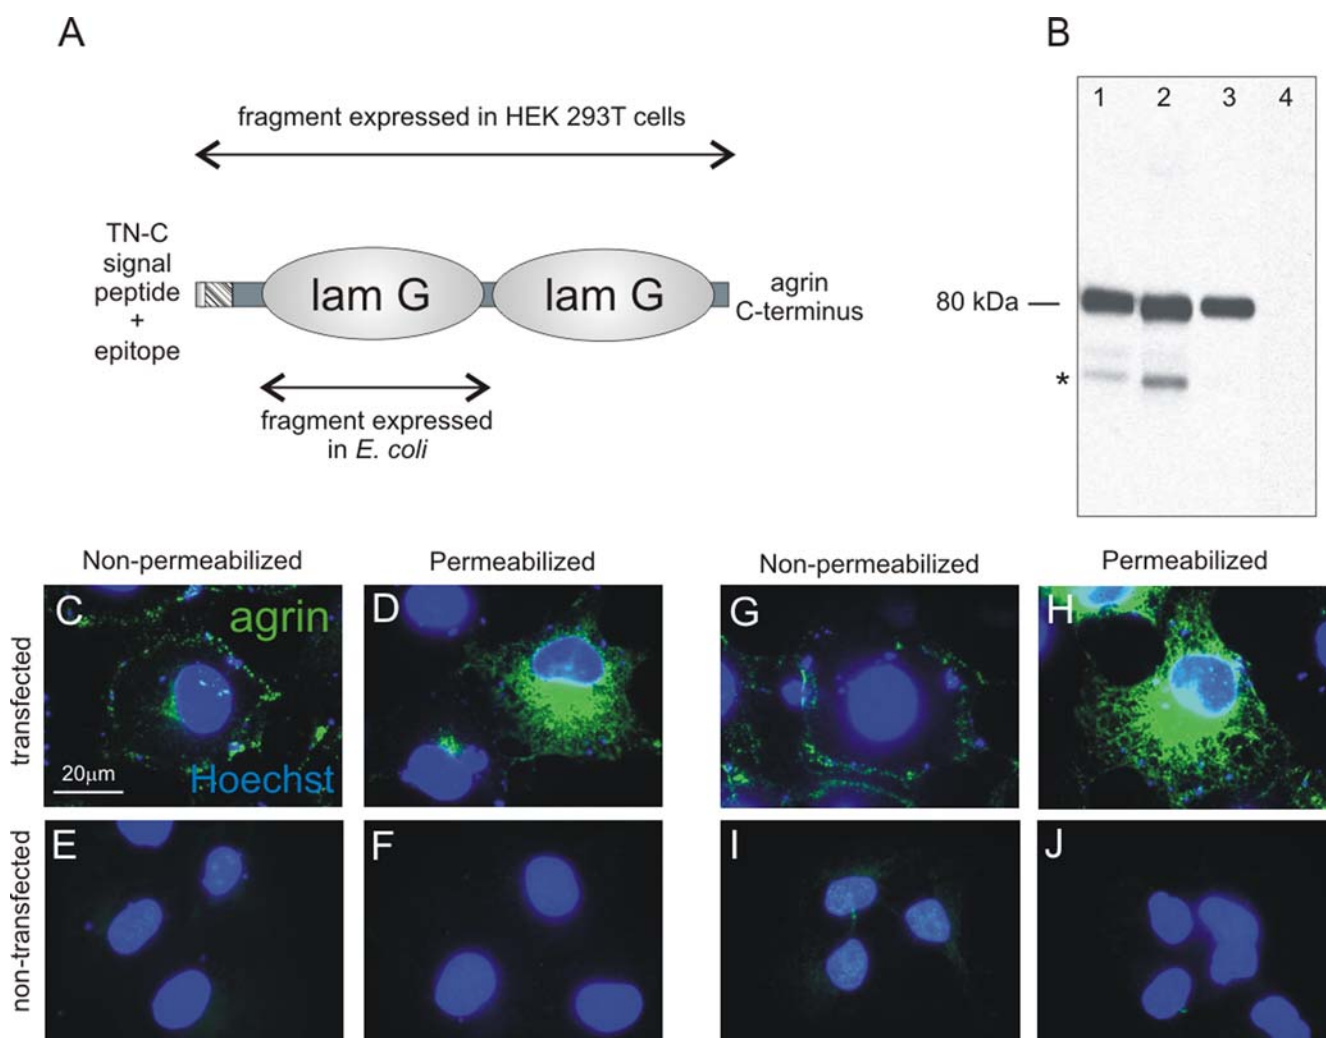 A
B
fragment expressed in HEK 293T cells
TN-C
signal
peptide
+
epitope
lam G
lam G
agrin
C-terminus
fragment expressed
in E. coli
1 2 3 4
80 kDa
*
Non-permeabilized
Permeabilized
Non-permeabilized
Permeabilized
transfected
C
agrin
Hoechst
20μm
D
G
H
non-transfected
E
F
I
J